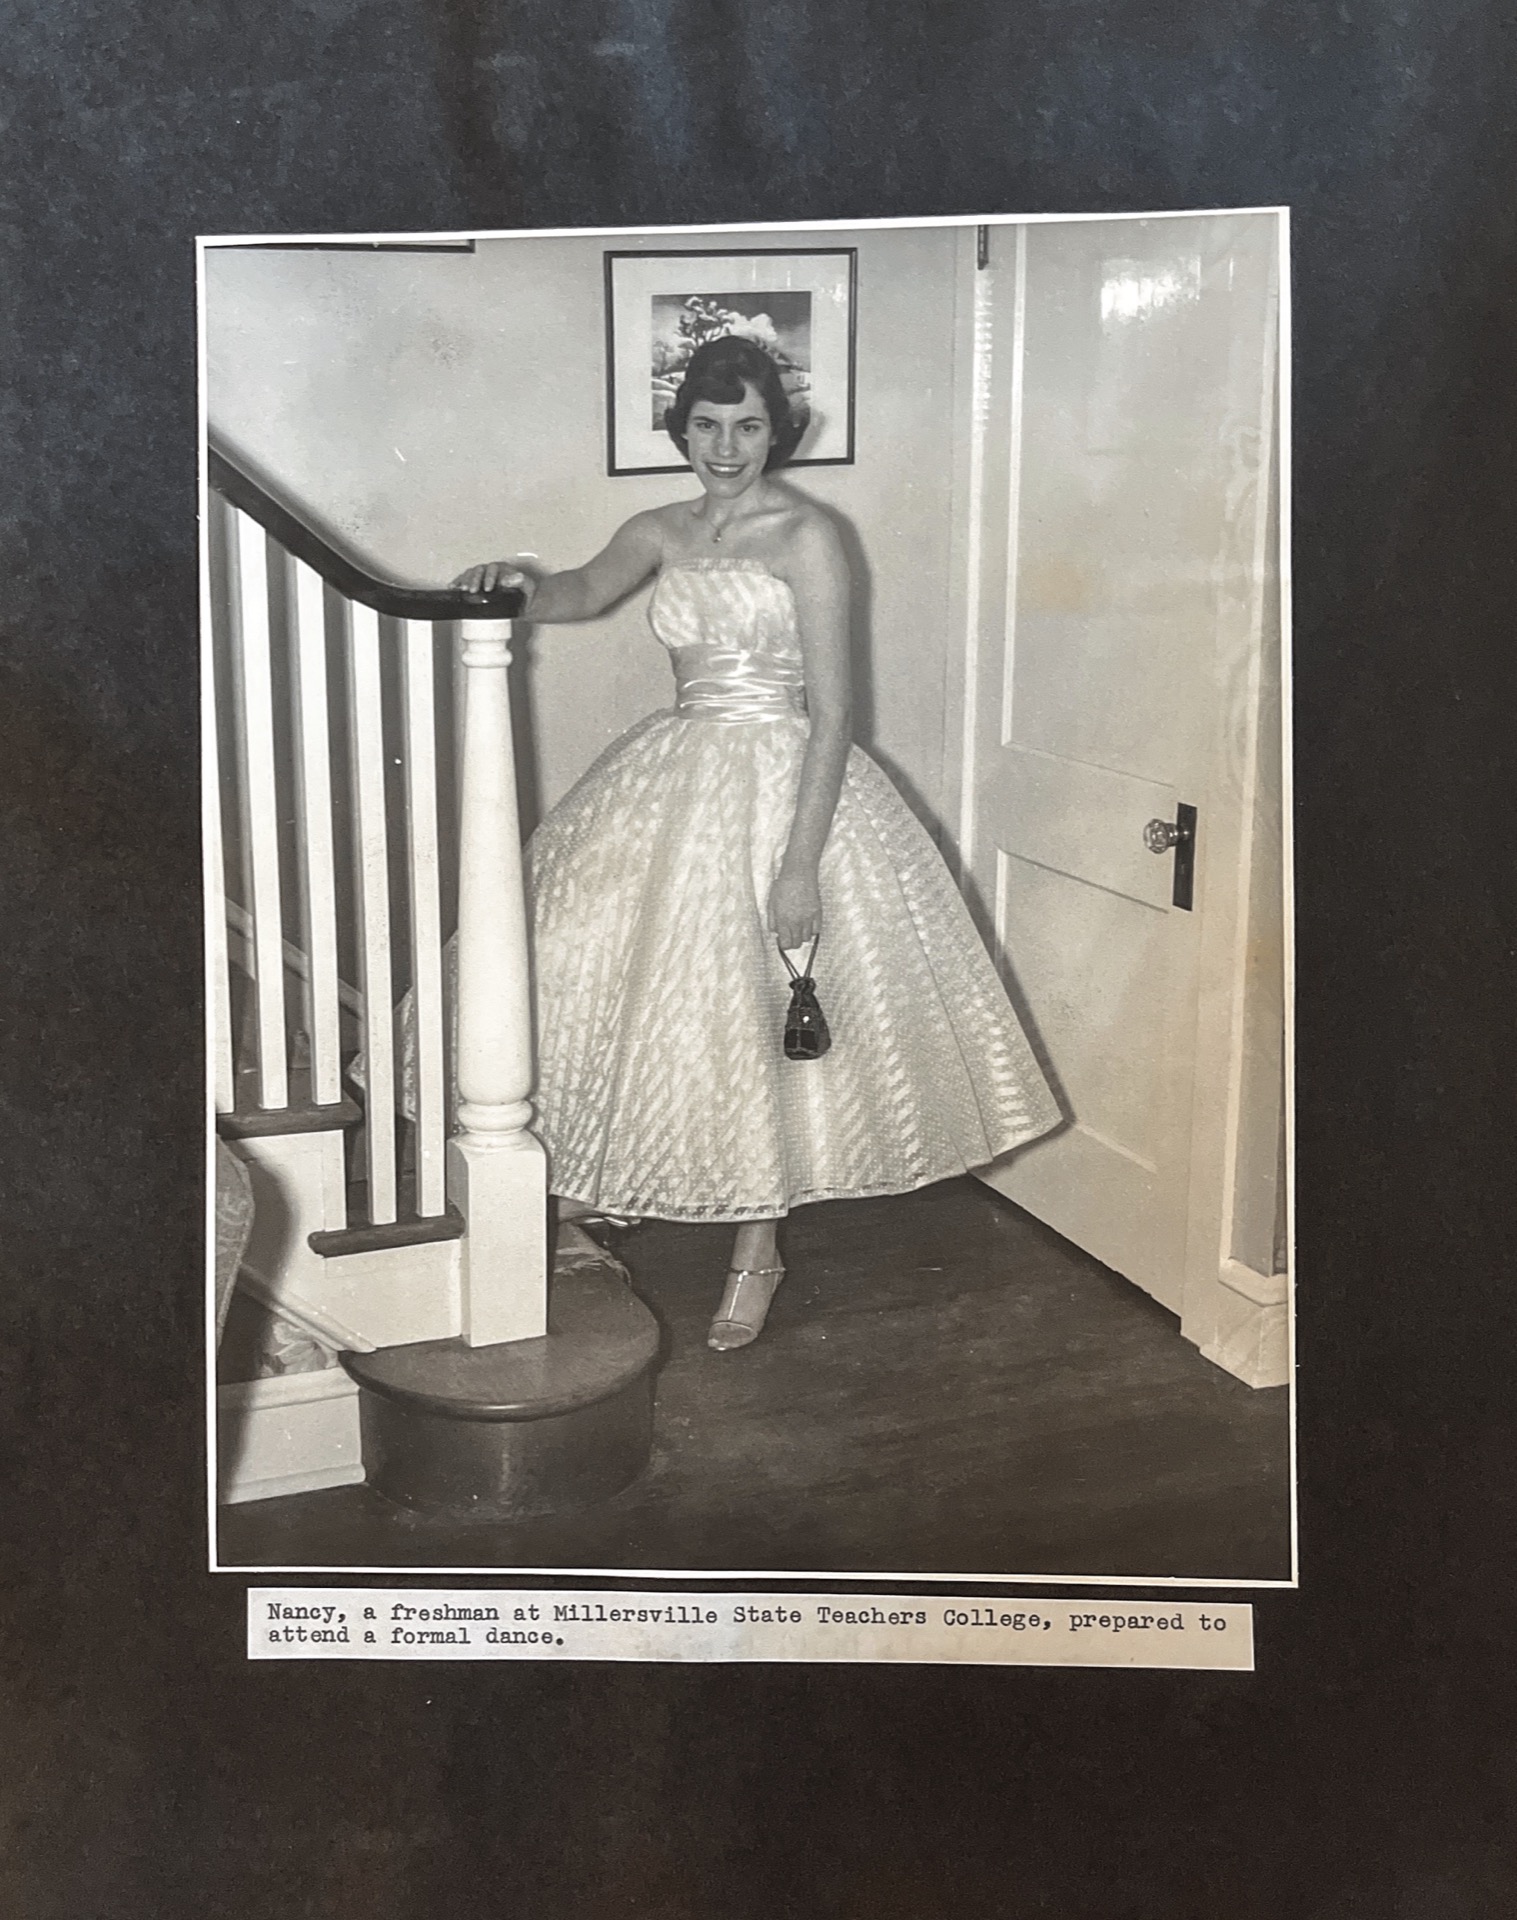 Nancy, a freshman at Millersville State Teachers College, prepared to
attend a formal dance.